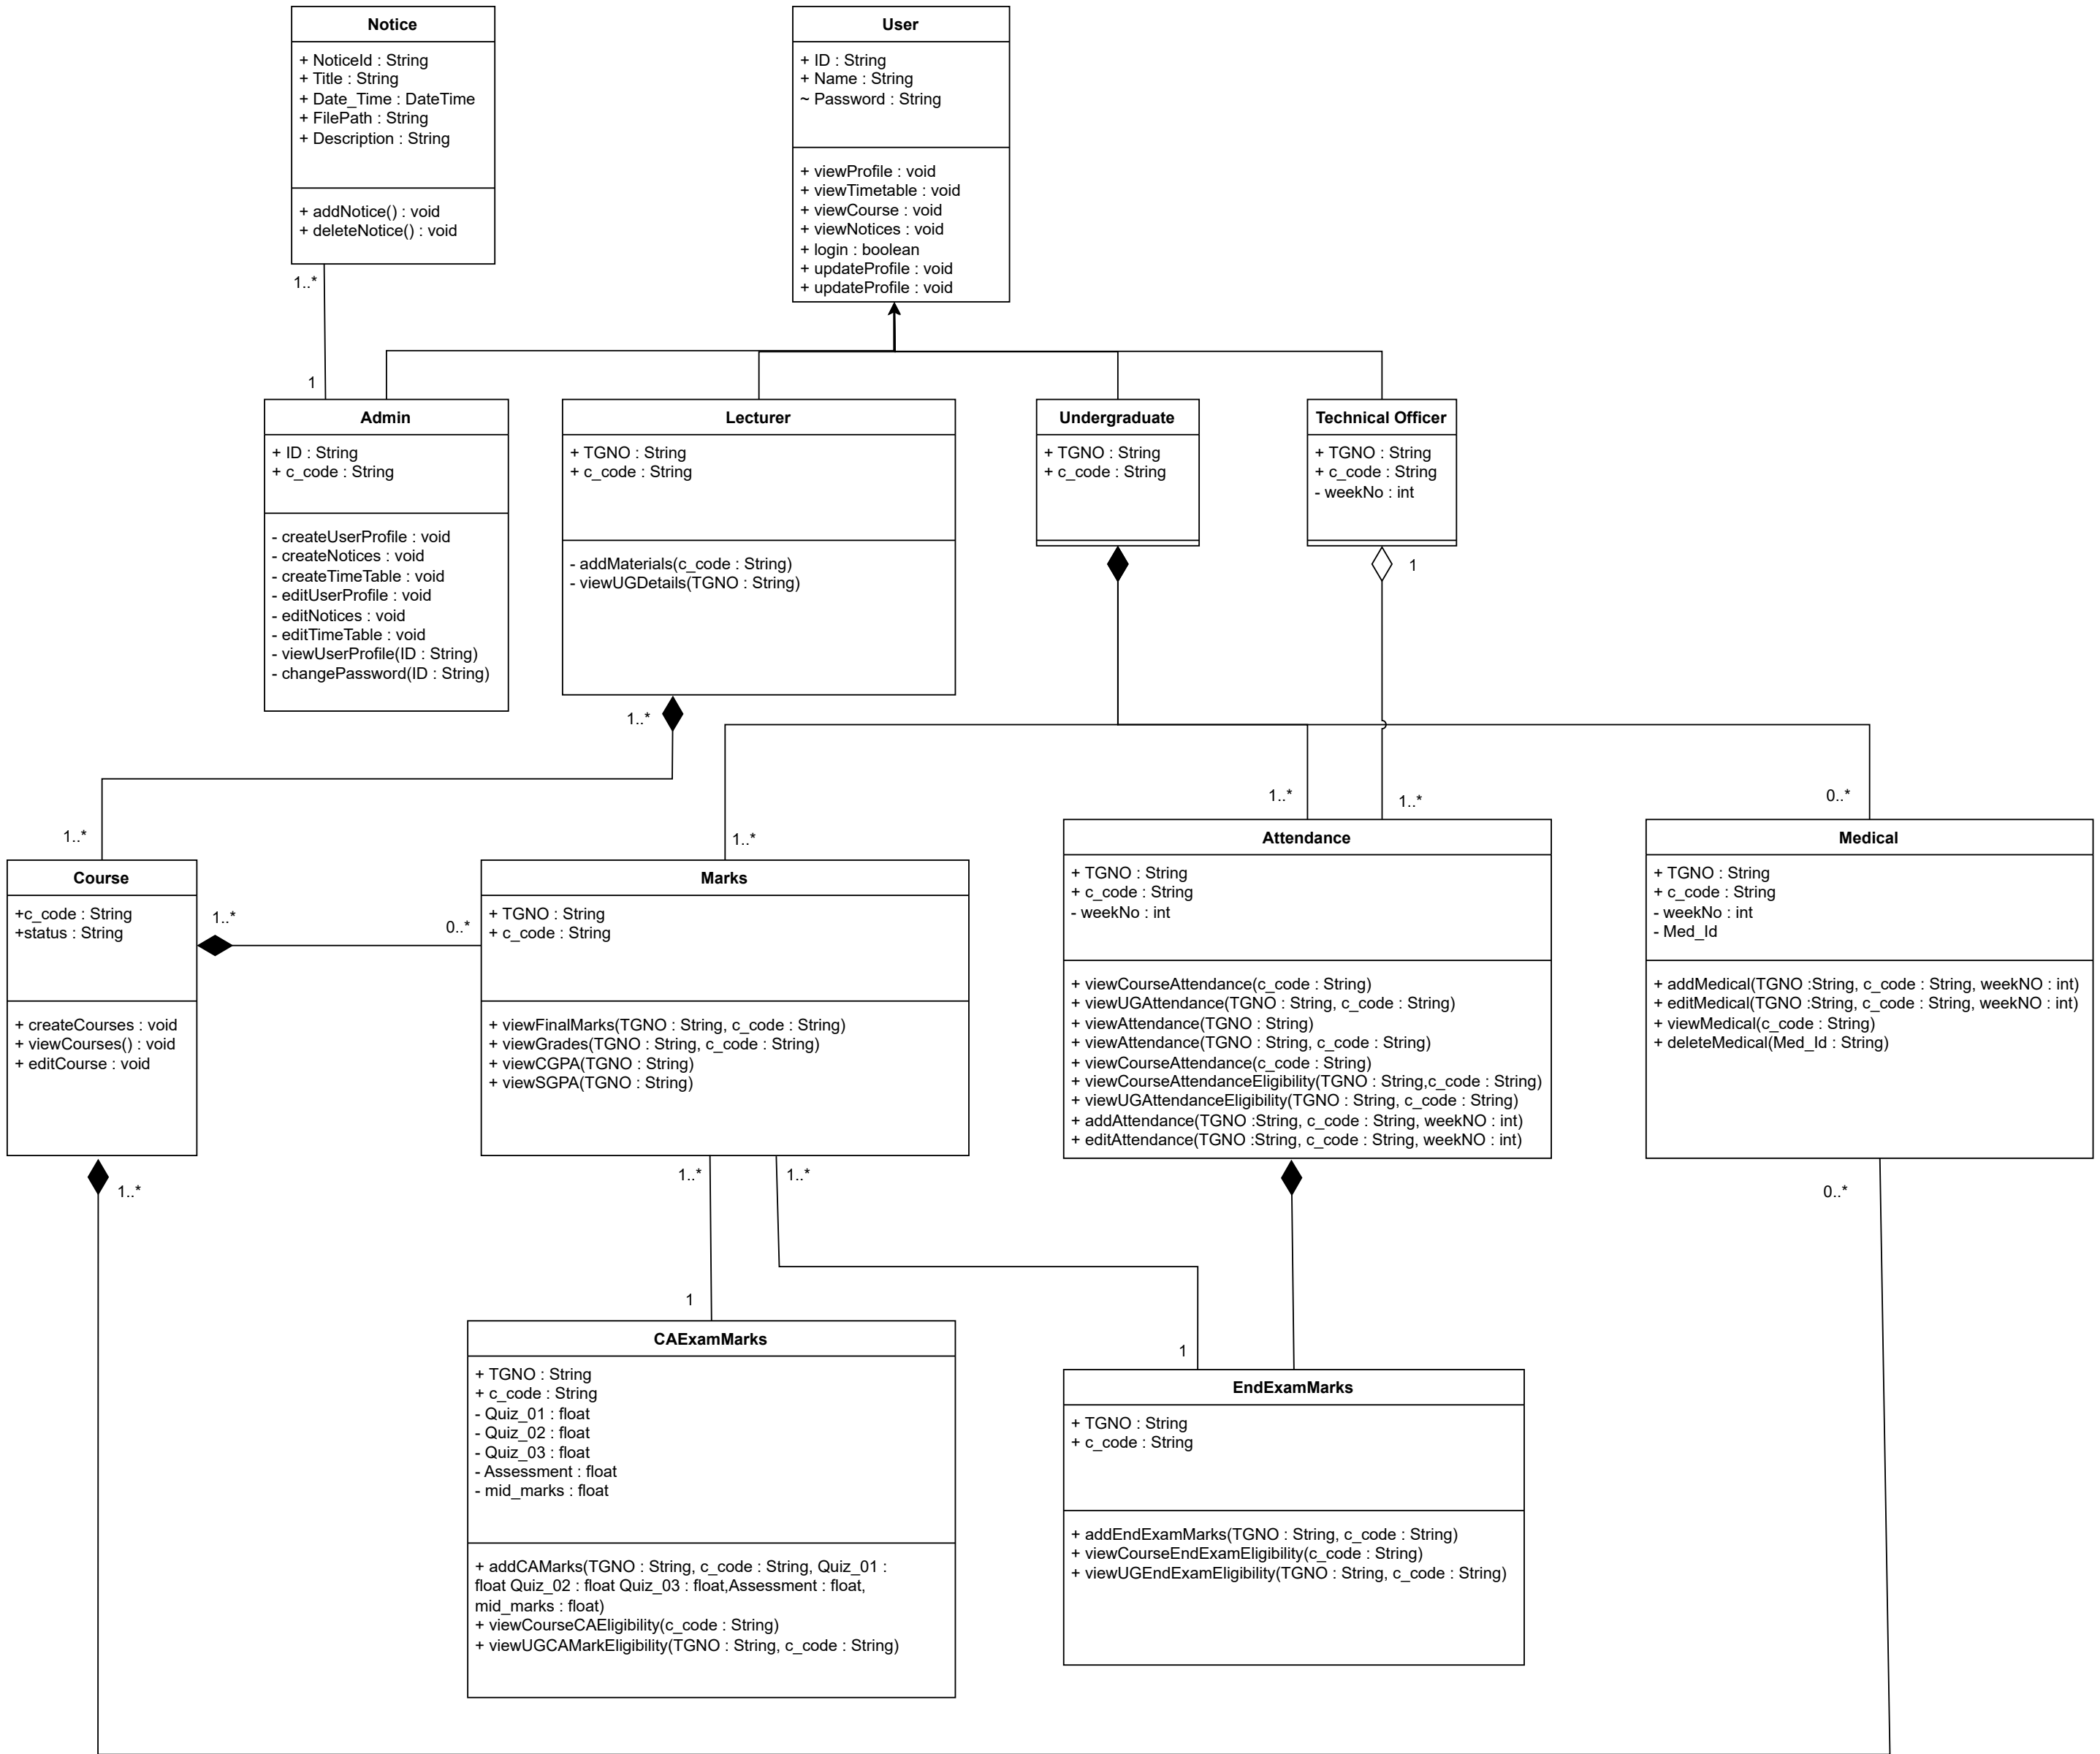 Notice
+ NoticeId : String
+ Title : String
+ Date_Time : DateTime
+ FilePath : String
+ Description : String
+ addNotice() : void
+ deleteNotice() : void
User
+ ID : String
+ Name : String
~ Password : String
+ viewProfile : void
+ viewTimetable : void
+ viewCourse : void
+ viewNotices : void
+ login : boolean
+ updateProfile : void
+ updateProfile : void
1..*
1
Admin
+ ID : String
+ c_code : String
- createUserProfile : void
- createNotices : void
- createTimeTable : void
- editUserProfile : void
- editNotices : void
- editTimeTable : void
- viewUserProfile(ID : String)
- changePassword(ID : String)
Lecturer
+ TGNO : String
+ c_code : String
- addMaterials(c_code : String)
- viewUGDetails(TGNO : String)
Undergraduate
+ TGNO : String
+ c_code : String
Technical Officer
+ TGNO : String
+ c_code : String
- weekNo : int
1
1..*
1..*
1..*
1..*
1..*
0..*
Course
+c_code : String
+status : String
+ createCourses : void
+ viewCourses() : void
+ editCourse : void
1..*
0..*
Marks
+ TGNO : String
+ c_code : String
+ viewFinalMarks(TGNO : String, c_code : String)
+ viewGrades(TGNO : String, c_code : String)
+ viewCGPA(TGNO : String)
+ viewSGPA(TGNO : String)
Attendance
+ TGNO : String
+ c_code : String
- weekNo : int
+ viewCourseAttendance(c_code : String)
+ viewUGAttendance(TGNO : String, c_code : String)
+ viewAttendance(TGNO : String)
+ viewAttendance(TGNO : String, c_code : String)
+ viewCourseAttendance(c_code : String)
+ viewCourseAttendanceEligibility(TGNO : String,c_code : String)
+ viewUGAttendanceEligibility(TGNO : String, c_code : String)
+ addAttendance(TGNO :String, c_code : String, weekNO : int)
+ editAttendance(TGNO :String, c_code : String, weekNO : int)
Medical
+ TGNO : String
+ c_code : String
- weekNo : int
- Med_Id
+ addMedical(TGNO :String, c_code : String, weekNO : int)
+ editMedical(TGNO :String, c_code : String, weekNO : int)
+ viewMedical(c_code : String)
+ deleteMedical(Med_Id : String)
1..*
1..*
1..*
0..*
1
1
CAExamMarks
+ TGNO : String
+ c_code : String
- Quiz_01 : float
- Quiz_02 : float
- Quiz_03 : float
- Assessment : float
- mid_marks : float
+ addCAMarks(TGNO : String, c_code : String, Quiz_01 :
float Quiz_02 : float Quiz_03 : float,Assessment : float,
mid_marks : float)
+ viewCourseCAEligibility(c_code : String)
+ viewUGCAMarkEligibility(TGNO : String, c_code : String)
EndExamMarks
+ TGNO : String
+ c_code : String
+ addEndExamMarks(TGNO : String, c_code : String)
+ viewCourseEndExamEligibility(c_code : String)
+ viewUGEndExamEligibility(TGNO : String, c_code : String)